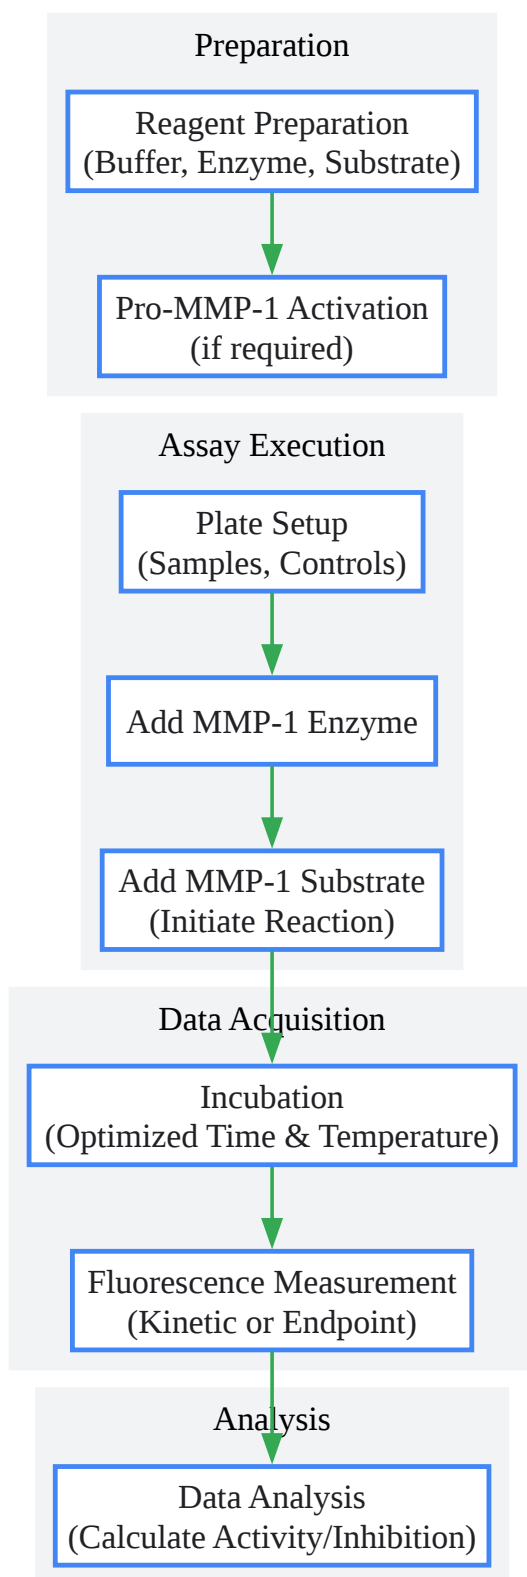 Preparation
Reagent Preparation
(Buffer, Enzyme, Substrate)
Pro-MMP-1 Activation
(if required)
Assay Execution
Plate Setup
(Samples, Controls)
Add MMP-1 Enzyme
Add MMP-1 Substrate
(Initiate Reaction)
Data Acquisition
Incubation
(Optimized Time & Temperature)
Fluorescence Measurement
(Kinetic or Endpoint)
Analysis
Data Analysis
(Calculate Activity/Inhibition)